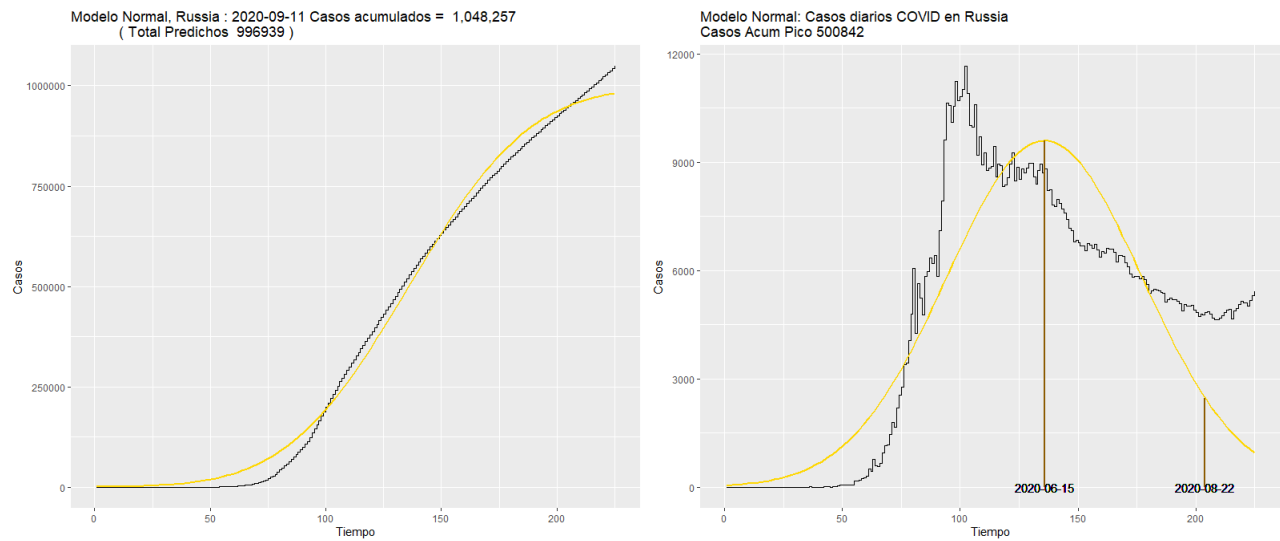 Modelo Normal, Russia : 2020-09-11 Casos acumulados = 1,048,257
( Total Predichos 996939 )
Casos
1000000
750000
500000
250000
0
0 50 100 150 200
Tiempo
Modelo Normal: Casos diarios COVID en Russia
Casos Acum Pico 500842
Casos
12000
9000
6000
3000
0
2020-06-15 2020-08-22
0 50 100 150 200
Tiempo